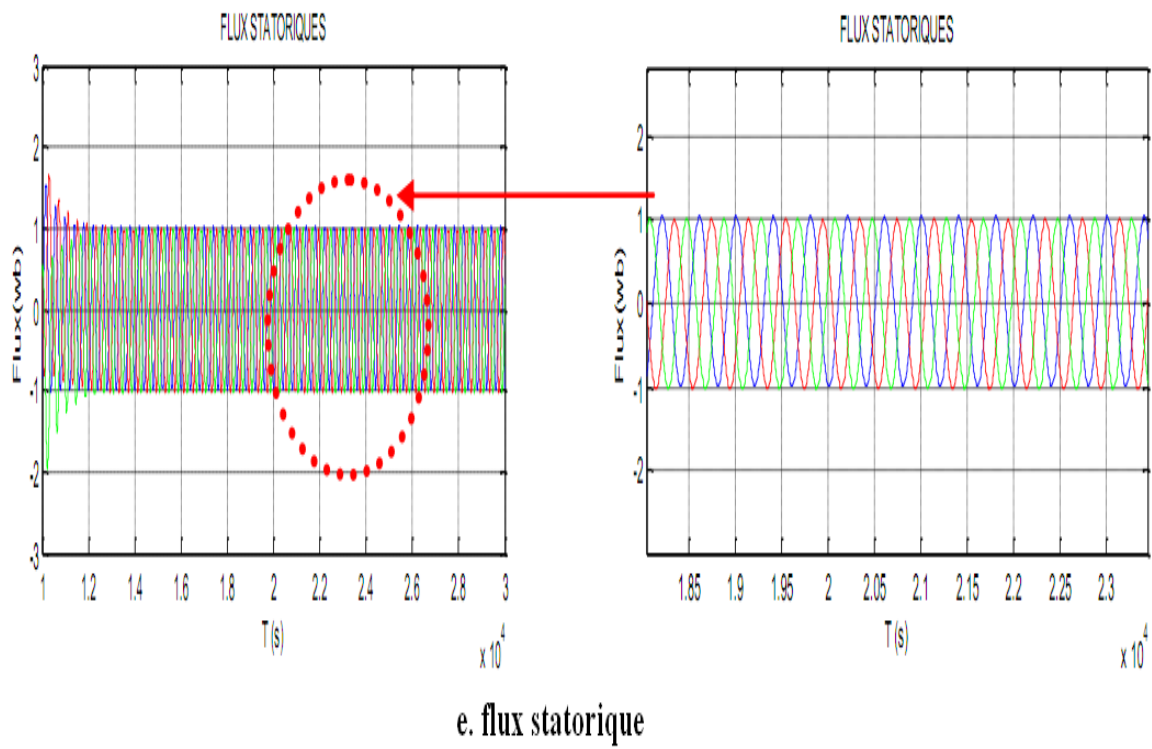 FLUX STATORIQUES
Flux(wb)
3
2
1
0
-1
-2
-3
1 1.2 1.4 1.6 1.8 2 2.2 2.4 2.6 2.8 3
T (s)
x 10^4
FLUX STATORIQUES
Flux(wb)
2
1
0
-1
-2
1.85 1.9 1.95 2 2.05 2.1 2.15 2.2 2.25 2.3
T (s)
x 10^4
e. flux statorique